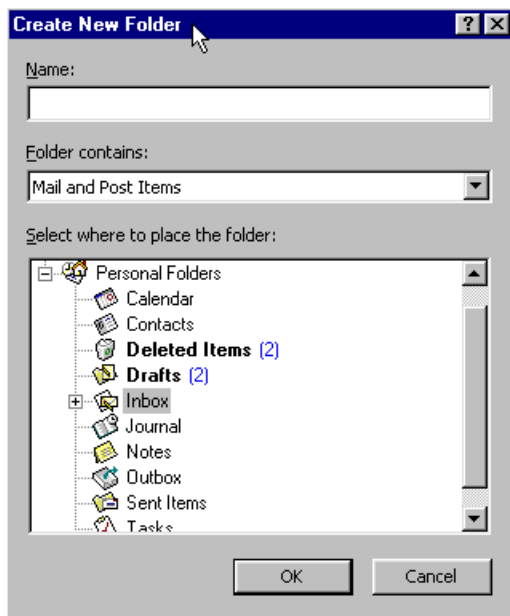 Create New Folder
Name:
Folder contains:
Mail and Post Items
Select where to place the folder:
Personal Folders
Calendar
Contacts
Deleted Items (2)
Drafts (2)
Inbox
Journal
Notes
Outbox
Sent Items
Tasks
OK Cancel